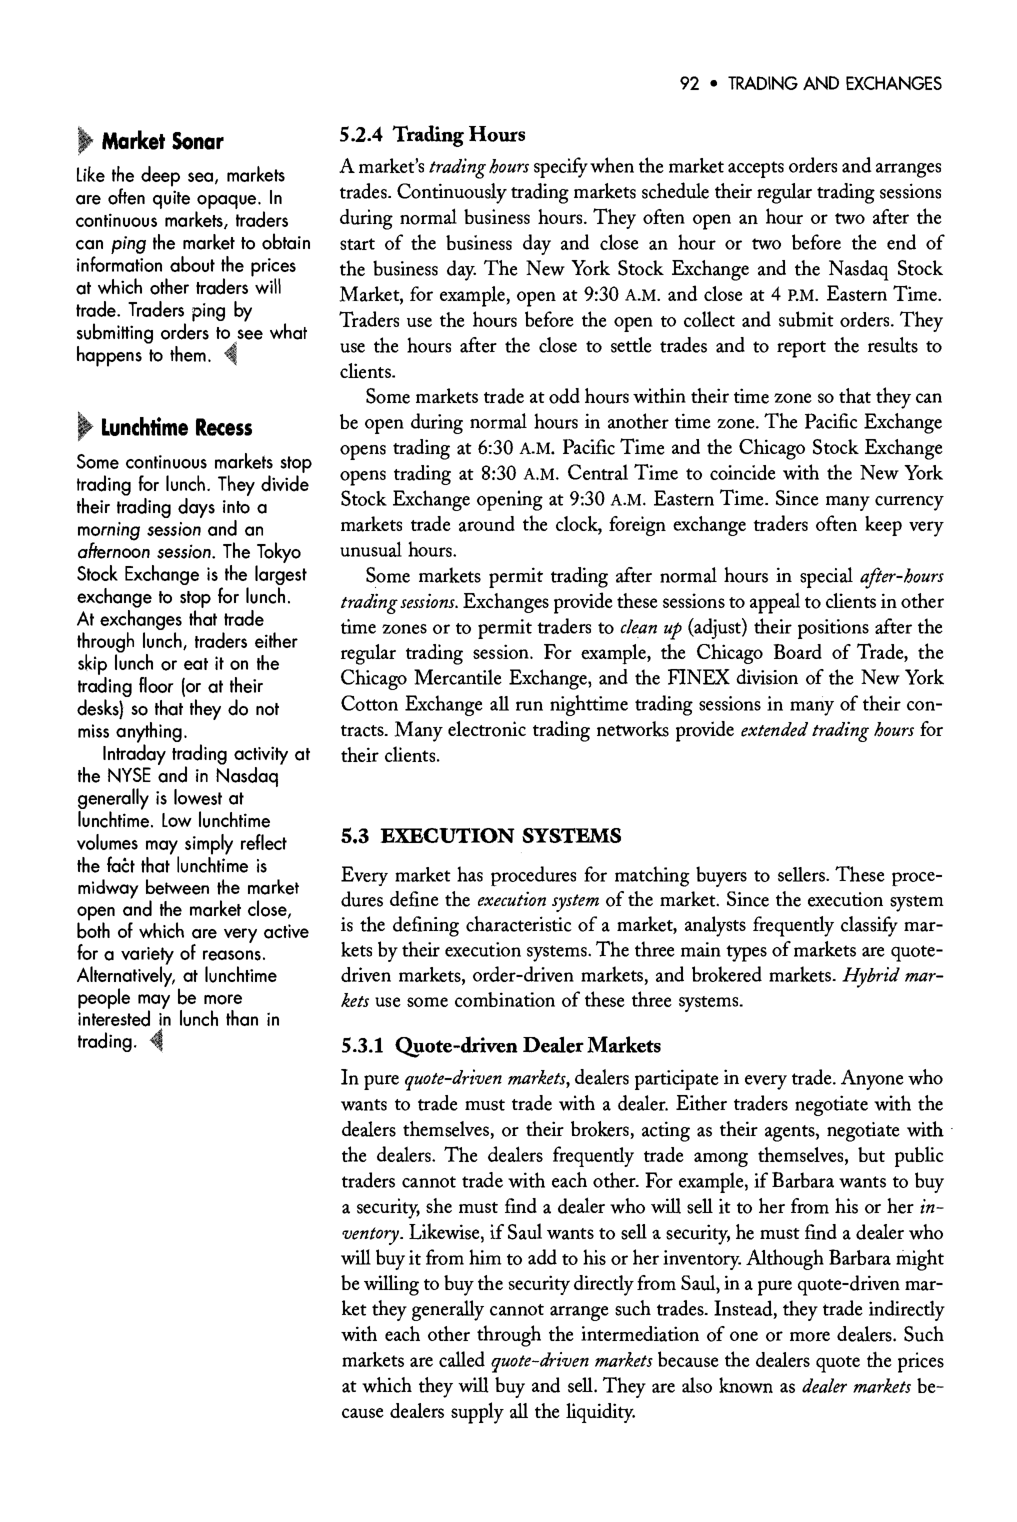 92 • TRADING AND EXCHANGES
Market Sonar
Like the deep sea, markets
are often quite opaque. In
continuous markets, traders
can ping the market to obtain
information about the prices
at which other traders will
trade. Traders ping by
submitting orders to see what
happens to them.
Lunchtime Recess
Some continuous markets stop
trading for lunch. They divide
their trading days into a
morning session and an
afternoon session. The Tokyo
Stock Exchange is the largest
exchange to stop for lunch.
At exchanges that trade
through lunch, traders either
skip lunch or eat it on the
trading floor (or at their
desks) so that they do not
miss anything.
Intraday trading activity at
the NYSE and in Nasdaq
generally is lowest at
lunchtime. Low lunchtime
volumes may simply reflect
the fact that lunchtime is
midway between the market
open and the market close,
both of which are very active
for a variety of reasons.
Alternatively, at lunchtime
people may be more
interested in lunch than in
trading.
5.2.4 Trading Hours
A market's trading hours specify when the market accepts orders and arranges
trades. Continuously trading markets schedule their regular trading sessions
during normal business hours. They often open an hour or two after the
start of the business day and close an hour or two before the end of
the business day. The New York Stock Exchange and the Nasdaq Stock
Market, for example, open at 9:30 A.M. and close at 4 P.M. Eastern Time.
Traders use the hours before the open to collect and submit orders. They
use the hours after the close to settle trades and to report the results to
clients.
Some markets trade at odd hours within their time zone so that they can
be open during normal hours in another time zone. The Pacific Exchange
opens trading at 6:30 A.M. Pacific Time and the Chicago Stock Exchange
opens trading at 8:30 A.M. Central Time to coincide with the New York
Stock Exchange opening at 9:30 A.M. Eastern Time. Since many currency
markets trade around the clock, foreign exchange traders often keep very
unusual hours.
Some markets permit trading after normal hours in special after-hours
trading sessions. Exchanges provide these sessions to appeal to clients in other
time zones or to permit traders to clean up (adjust) their positions after the
regular trading session. For example, the Chicago Board of Trade, the
Chicago Mercantile Exchange, and the FINEX division of the New York
Cotton Exchange all run nighttime trading sessions in many of their con-
tracts. Many electronic trading networks provide extended trading hours for
their clients.
5.3 EXECUTION SYSTEMS
Every market has procedures for matching buyers to sellers. These proce-
dures define the execution system of the market. Since the execution system
is the defining characteristic of a market, analysts frequently classify mar-
kets by their execution systems. The three main types of markets are quote-
driven markets, order-driven markets, and brokered markets. Hybrid mar-
kets use some combination of these three systems.
5.3.1 Quote-driven Dealer Markets
In pure quote-driven markets, dealers participate in every trade. Anyone who
wants to trade must trade with a dealer. Either traders negotiate with the
dealers themselves, or their brokers, acting as their agents, negotiate with
the dealers. The dealers frequently trade among themselves, but public
traders cannot trade with each other. For example, if Barbara wants to buy
a security, she must find a dealer who will sell it to her from his or her in-
ventory. Likewise, if Saul wants to sell a security, he must find a dealer who
will buy it from him to add to his or her inventory. Although Barbara might
be willing to buy the security directly from Saul, in a pure quote-driven mar-
ket they generally cannot arrange such trades. Instead, they trade indirectly
with each other through the intermediation of one or more dealers. Such
markets are called quote-driven markets because the dealers quote the prices
at which they will buy and sell. They are also known as dealer markets be-
cause dealers supply all the liquidity.